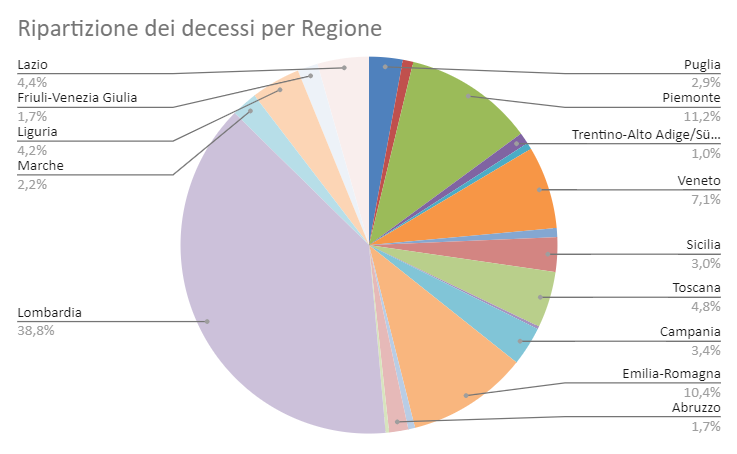 Ripartizione dei decessi per Regione
Lazio
4,4%
Friuli-Venezia Giulia
1,7%
Liguria
4,2%
Marche
2,2%
Lombardia
38,8%
Puglia
2,9%
Piemonte
11,2%
Trentino-Alto Adige/Sü...
1,0%
Veneto
7,1%
Sicilia
3,0%
Toscana
4,8%
Campania
3,4%
Emilia-Romagna
10,4%
Abruzzo
1,7%